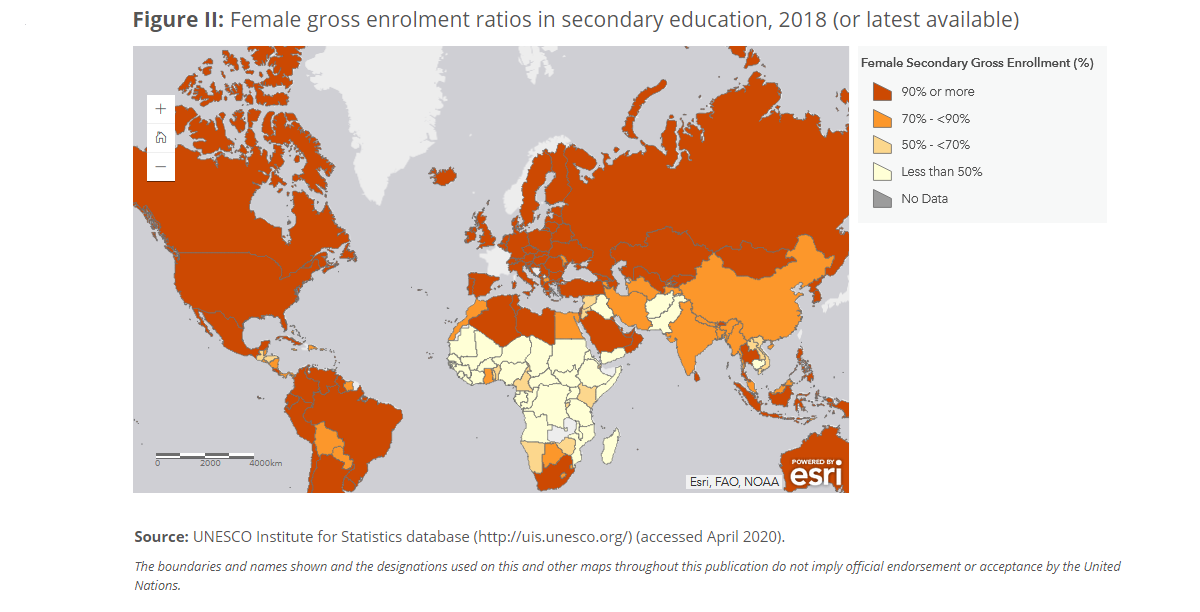 Figure II: Female gross enrolment ratios in secondary education, 2018 (or latest available)
Female Secondary Gross Enrollment (%)
90% or more
70% - <90%
50% - <70%
Less than 50%
No Data
+
−
0 2000 4000km
POWERED BY
esri
Esri, FAO, NOAA
Source: UNESCO Institute for Statistics database (http://uis.unesco.org/) (accessed April 2020).
The boundaries and names shown and the designations used on this and other maps throughout this publication do not imply official endorsement or acceptance by the United
Nations.